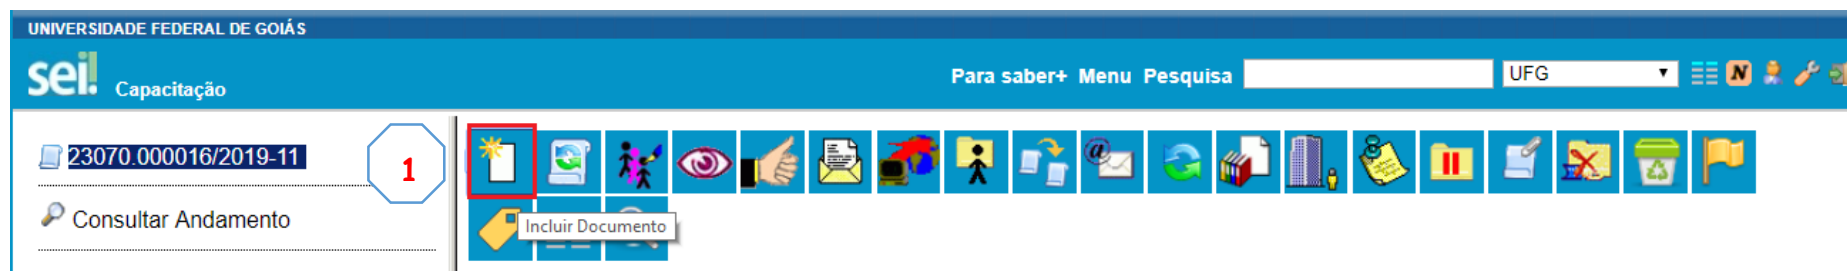 UNIVERSIDADE FEDERAL DE GOIÁS
sei!
Capacitação
Para saber+ Menu Pesquisa
UFG
N
23070.000016/2019-11
1
@
Consultar Andamento
Incluir Documento